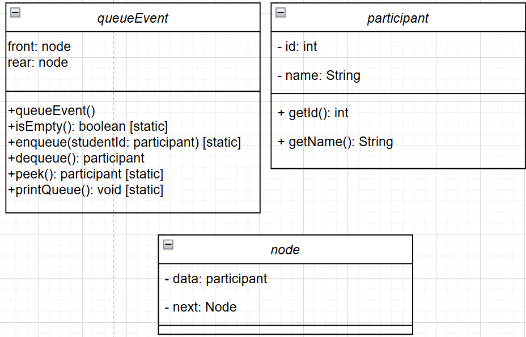 queueEvent
front: node
rear: node
+queueEvent()
+isEmpty(): boolean [static]
+enqueue(studentId: participant) [static]
+dequeue(): participant
+peek(): participant [static]
+printQueue(): void [static]
participant
- id: int
- name: String
+ getId(): int
+ getName(): String
node
- data: participant
- next: Node